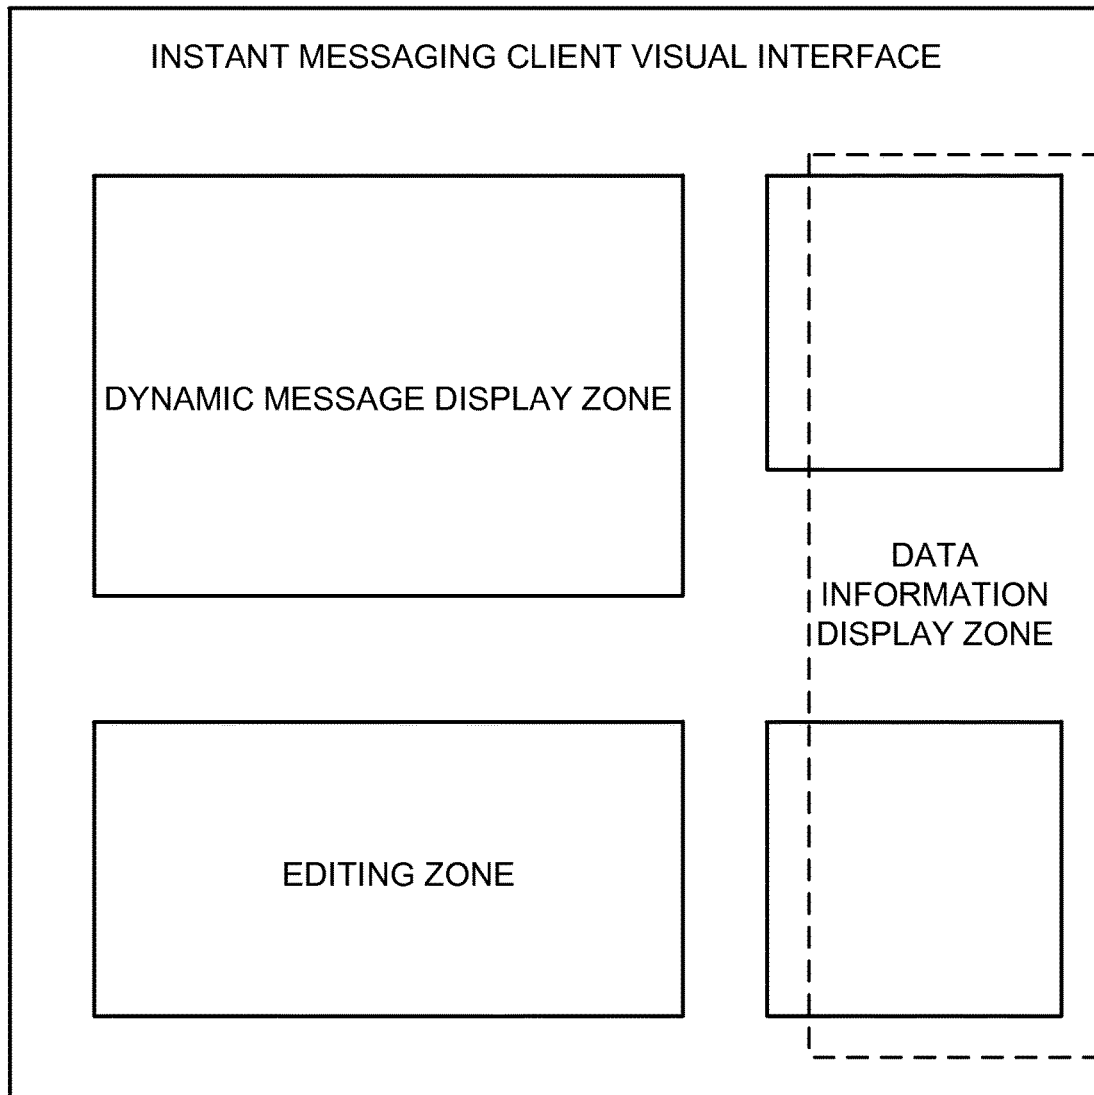 INSTANT MESSAGING CLIENT VISUAL INTERFACE
DYNAMIC MESSAGE DISPLAY ZONE
DATA
INFORMATION
DISPLAY ZONE
EDITING ZONE